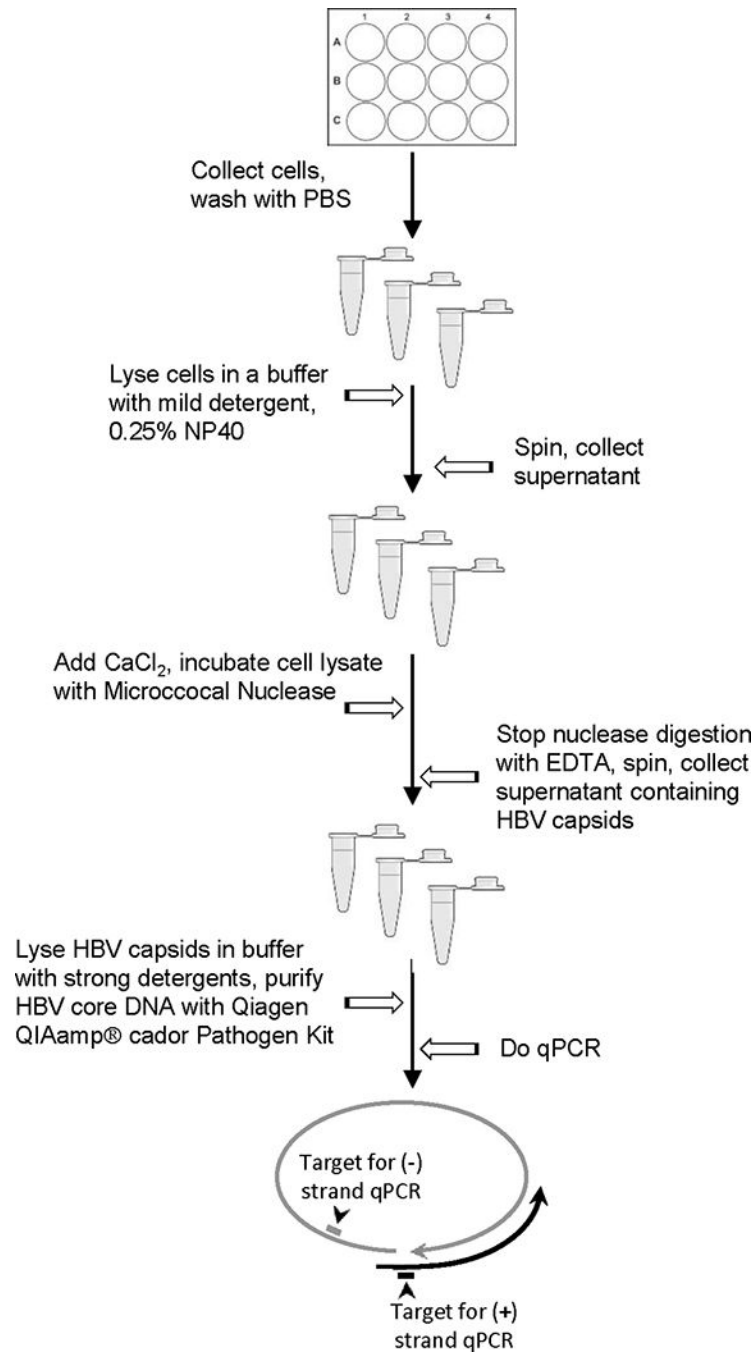 1 2 3 4
A
B
C
Collect cells,
wash with PBS
Lyse cells in a buffer
with mild detergent,
0.25% NP40
Spin, collect
supernatant
Add CaCl₂, incubate cell lysate
with Microccocal Nuclease
Stop nuclease digestion
with EDTA, spin, collect
supernatant containing
HBV capsids
Lyse HBV capsids in buffer
with strong detergents, purify
HBV core DNA with Qiagen
QIAamp® cador Pathogen Kit
Do qPCR
Target for (-)
strand qPCR
Target for (+)
strand qPCR